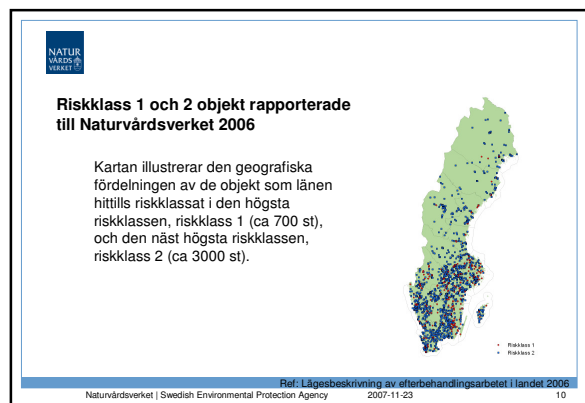 NATUR
VÅRDS
VERKET
Riskklass 1 och 2 objekt rapporterade
till Naturvårdsverket 2006
Kartan illustrerar den geografiska
fördelningen av de objekt som länen
hittills riskklassat i den högsta
riskklassen, riskklass 1 (ca 700 st),
och den näst högsta riskklassen,
riskklass 2 (ca 3000 st).
Riskklass 1
Riskklass 2
Ref: Lägesbeskrivning av efterbehandlingsarbetet i landet 2006
Naturvårdsverket | Swedish Environmental Protection Agency 2007-11-23 10